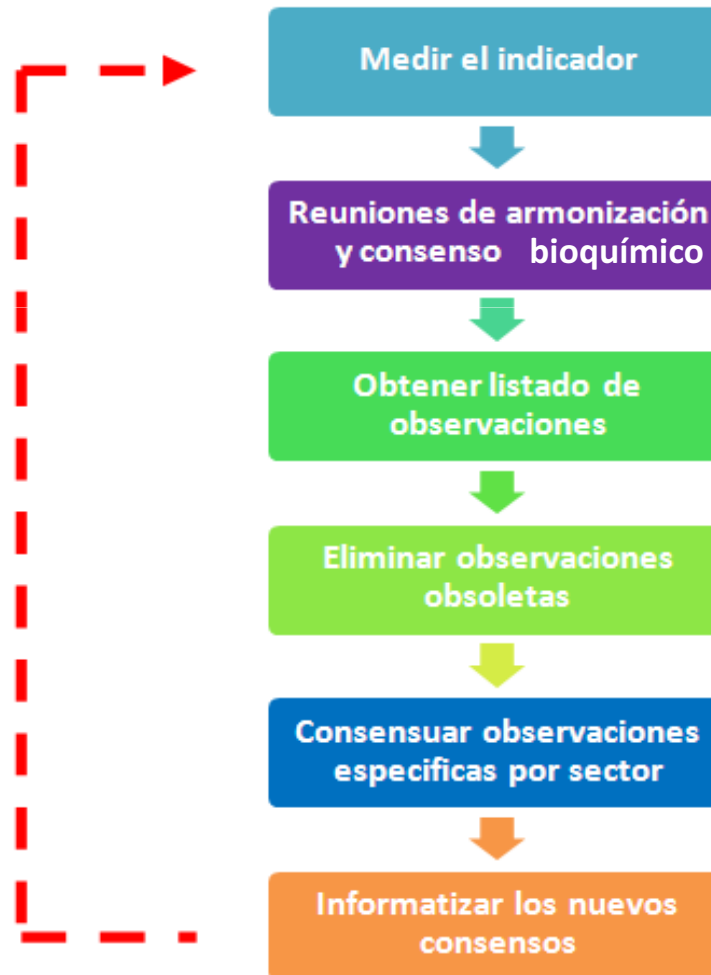 Medir el indicador
Reuniones de armonización
y consenso bioquímico
Obtener listado de
observaciones
Eliminar observaciones
obsoletas
Consensuar observaciones
especificas por sector
Informatizar los nuevos
consensos